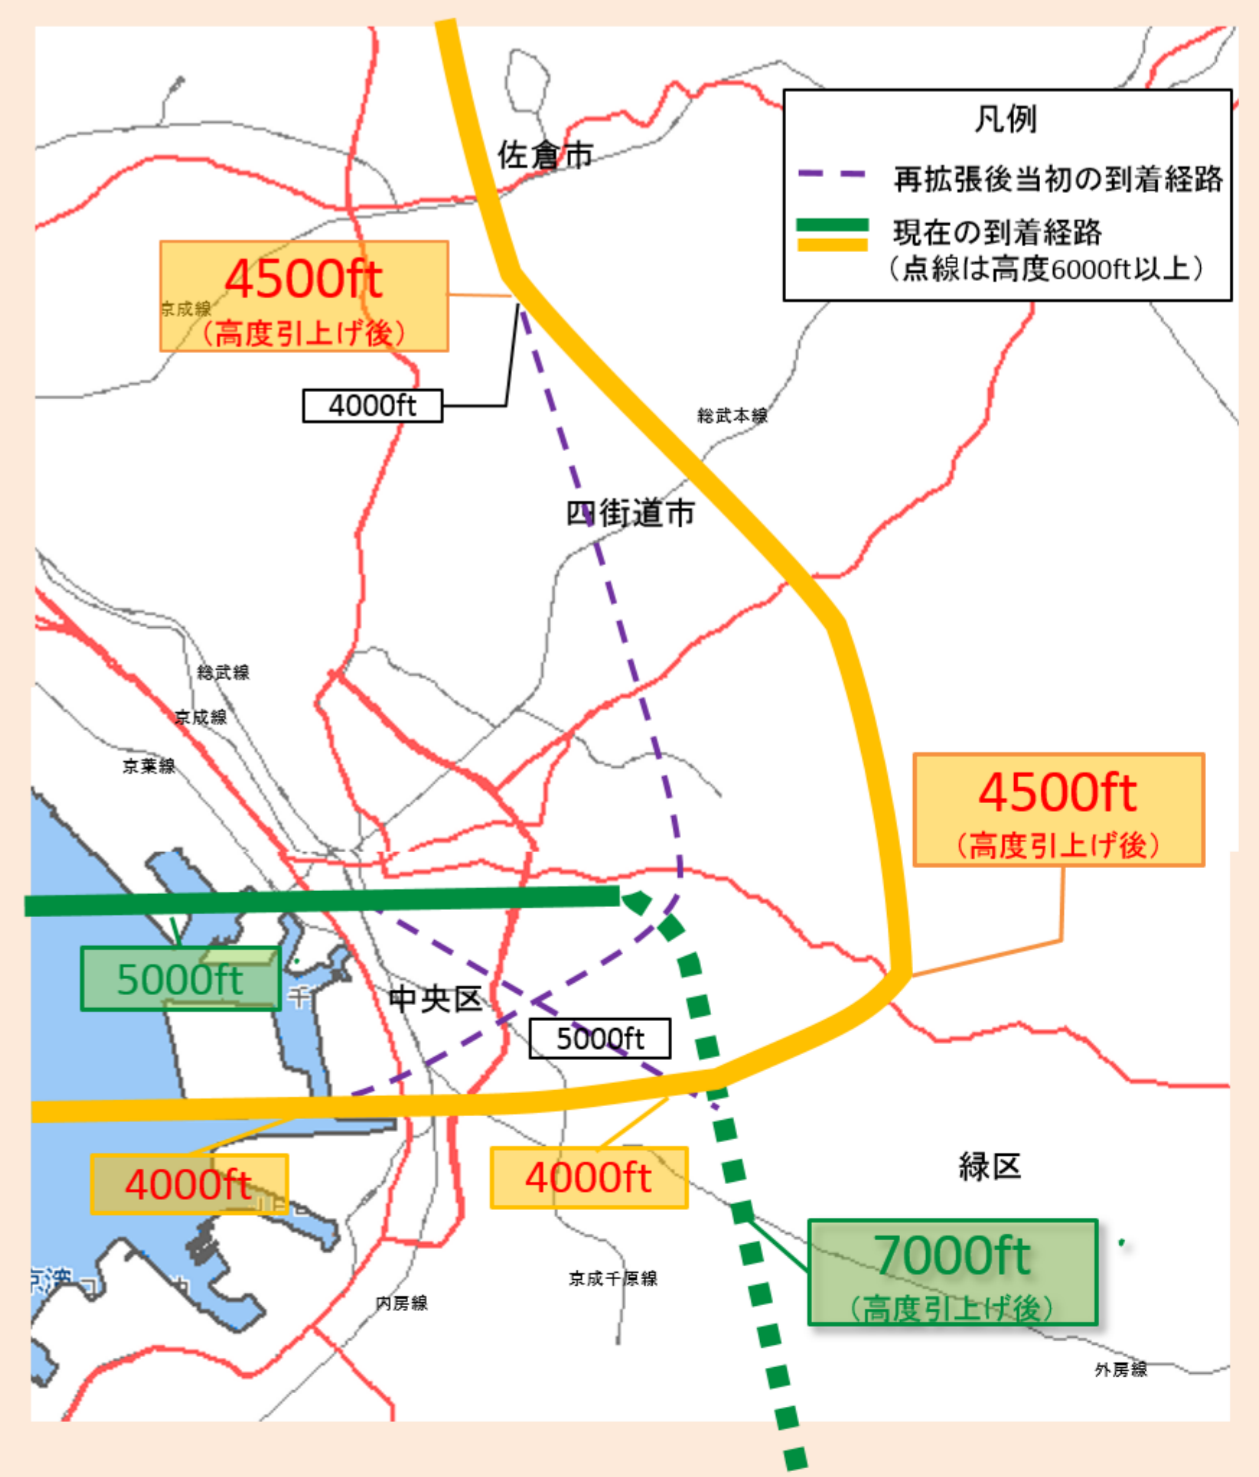 凡例
佐倉市
再拡張後当初の到着経路
現在の到着経路
（点線は高度6000ft以上）
4500ft
京成線
（高度引上げ後）
4000ft
総武本線
四街道市
総武線
京成線
京葉線
4500ft
（高度引上げ後）
5000ft
千
中央区
5000ft
4000ft
4000ft
緑区
7000ft
（高度引上げ後）
京成千原線
内房線
外房線